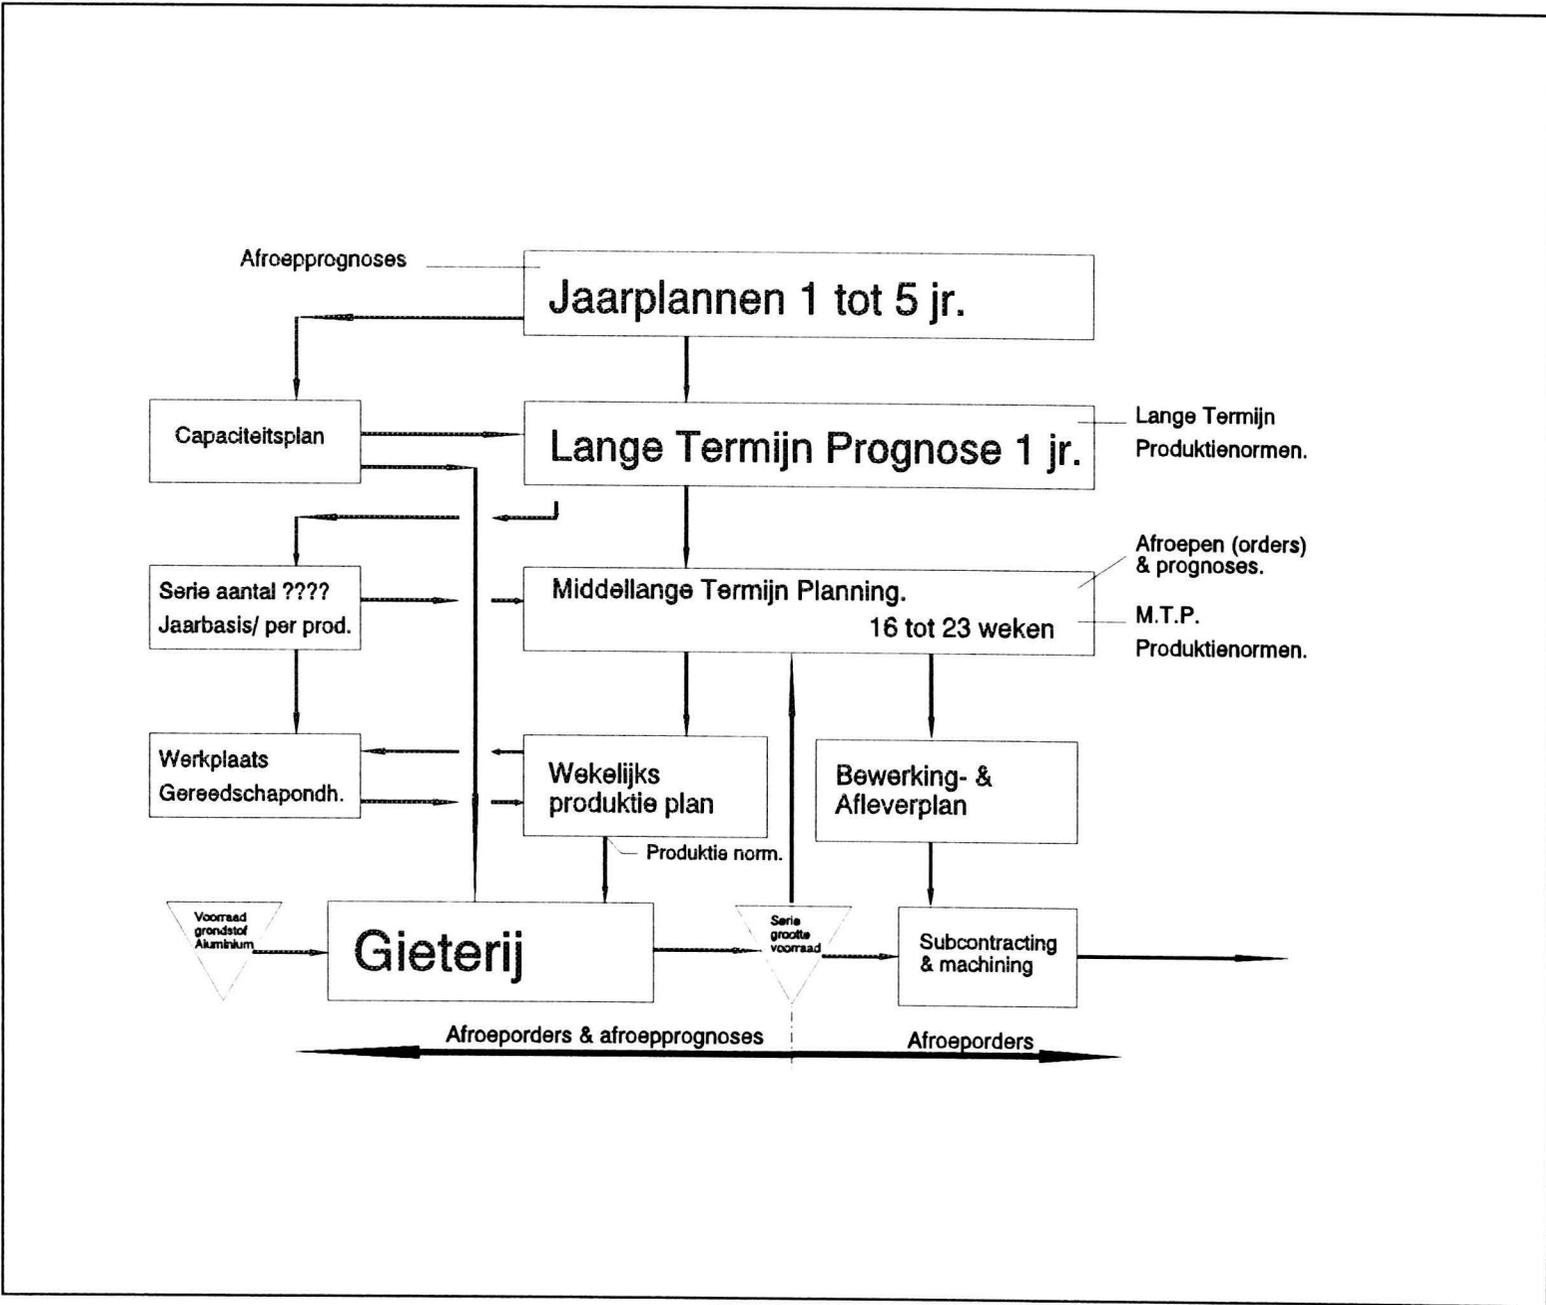 Afroepprognoses
Jaarplannen 1 tot 5 jr.
Capaciteitsplan
Lange Termijn Prognose 1 jr.
Lange Termijn
Produktienormen.
Serie aantal ????
Jaarbasis/ per prod.
Middellange Termijn Planning.
16 tot 23 weken
Afroepen (orders)
& prognoses.
M.T.P.
Produktienormen.
Werkplaats
Gereedschapondh.
Wekelijks
produktie plan
Bewerking- &
Afleverplan
Produktie norm.
Voorraad
grondstof
Aluminium
Gieterij
Serie
grootte
voorraad
Subcontracting
& machining
Afroeporders & afroepprognoses
Afroeporders